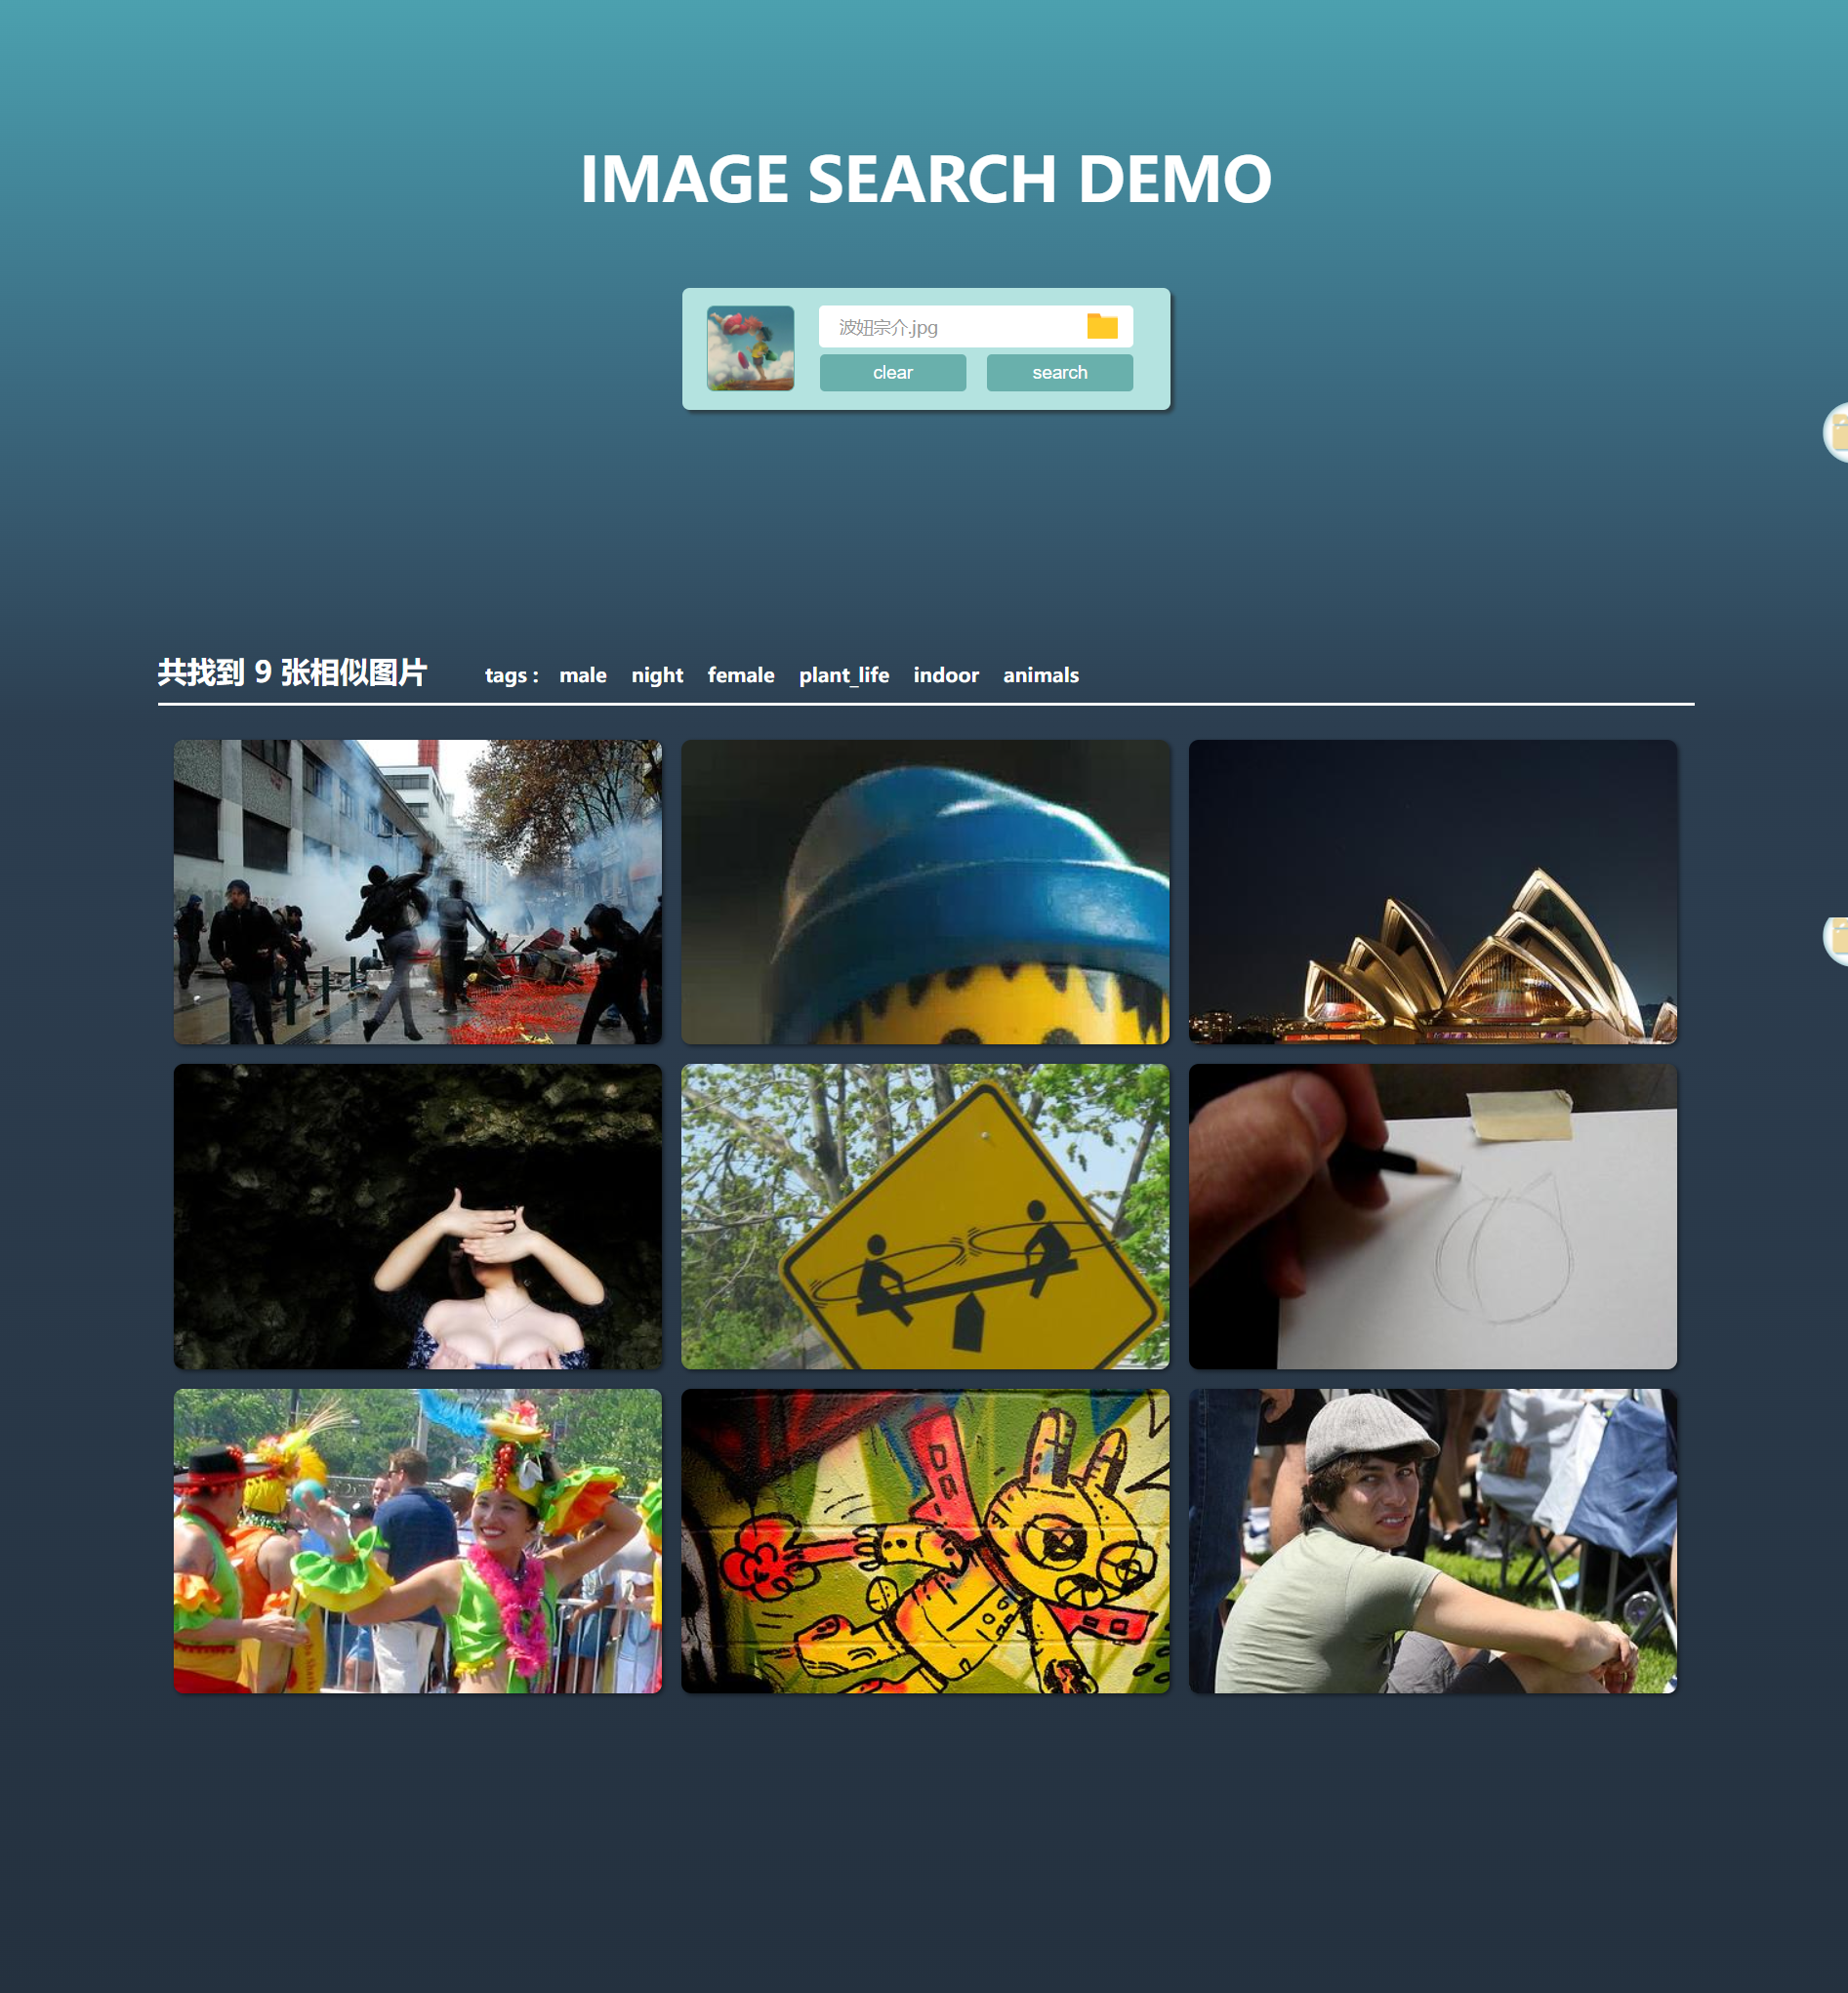 IMAGE SEARCH DEMO
波妞宗介.jpg
clear search
共找到 9 张相似图片 tags : male night female plant_life indoor animals